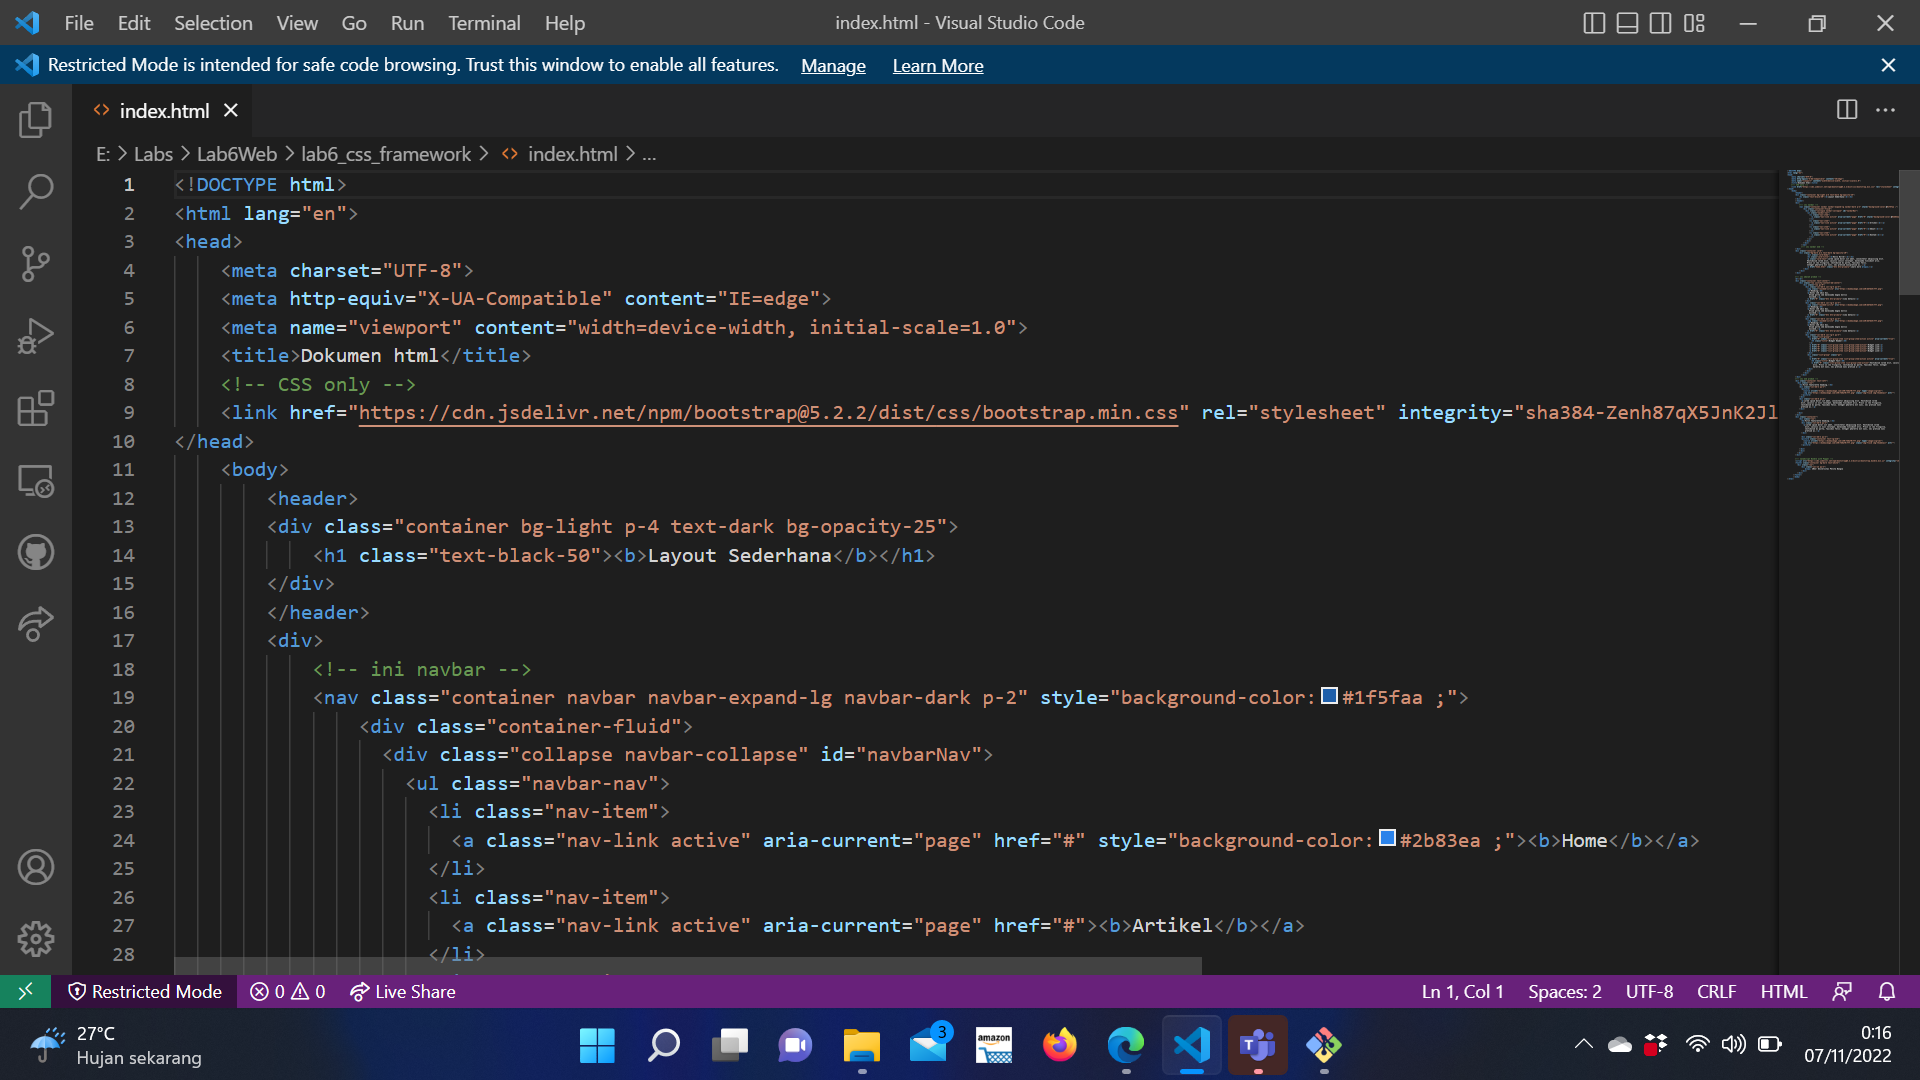 File Edit Selection View Go Run Terminal Help index.html - Visual Studio Code
Restricted Mode is intended for safe code browsing. Trust this window to enable all features. Manage Learn More
index.html
E: > Labs > Lab6Web > lab6_css_framework > index.html > ...
1 <!DOCTYPE html>
2 <html lang="en">
3 <head>
4 <meta charset="UTF-8">
5 <meta http-equiv="X-UA-Compatible" content="IE=edge">
6 <meta name="viewport" content="width=device-width, initial-scale=1.0">
7 <title>Dokumen html</title>
8 <!-- CSS only -->
9 <link href="https://cdn.jsdelivr.net/npm/bootstrap@5.2.2/dist/css/bootstrap.min.css" rel="stylesheet" integrity="sha384-Zenh87qX5JnK2Jl
10 </head>
11 <body>
12 <header>
13 <div class="container bg-light p-4 text-dark bg-opacity-25">
14 <h1 class="text-black-50"><b>Layout Sederhana</b></h1>
15 </div>
16 </header>
17 <div>
18 <!-- ini navbar -->
19 <nav class="container navbar navbar-expand-lg navbar-dark p-2" style="background-color:#1f5faa ;">
20 <div class="container-fluid">
21 <div class="collapse navbar-collapse" id="navbarNav">
22 <ul class="navbar-nav">
23 <li class="nav-item">
24 <a class="nav-link active" aria-current="page" href="#" style="background-color:#2b83ea ;"><b>Home</b></a>
25 </li>
26 <li class="nav-item">
27 <a class="nav-link active" aria-current="page" href="#"><b>Artikel</b></a>
28 </li>
Restricted Mode 0 0 Live Share Ln 1, Col 1 Spaces: 2 UTF-8 CRLF HTML
27°C
Hujan sekarang
3
amazon
0:16
07/11/2022